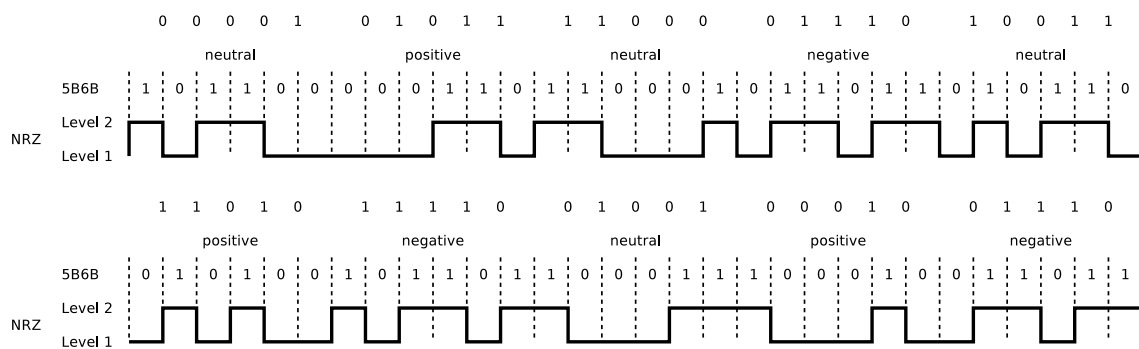 0 0 0 0 1 0 1 0 1 1 1 1 0 0 0 0 1 1 1 0 1 0 0 1 1
neutral positive neutral negative neutral
5B6B 1 0 1 1 0 0 0 0 0 1 1 0 1 1 0 0 0 1 0 1 1 0 1 1 0 1 0 1 1 0
Level 2
NRZ
Level 1
1 1 0 1 0 1 1 1 1 0 0 1 0 0 1 0 0 0 1 0 0 1 1 1 0
positive negative neutral positive negative
5B6B 0 1 0 1 0 0 1 0 1 1 0 1 1 0 0 0 1 1 1 0 0 0 1 0 0 1 1 0 1 1
Level 2
NRZ
Level 1